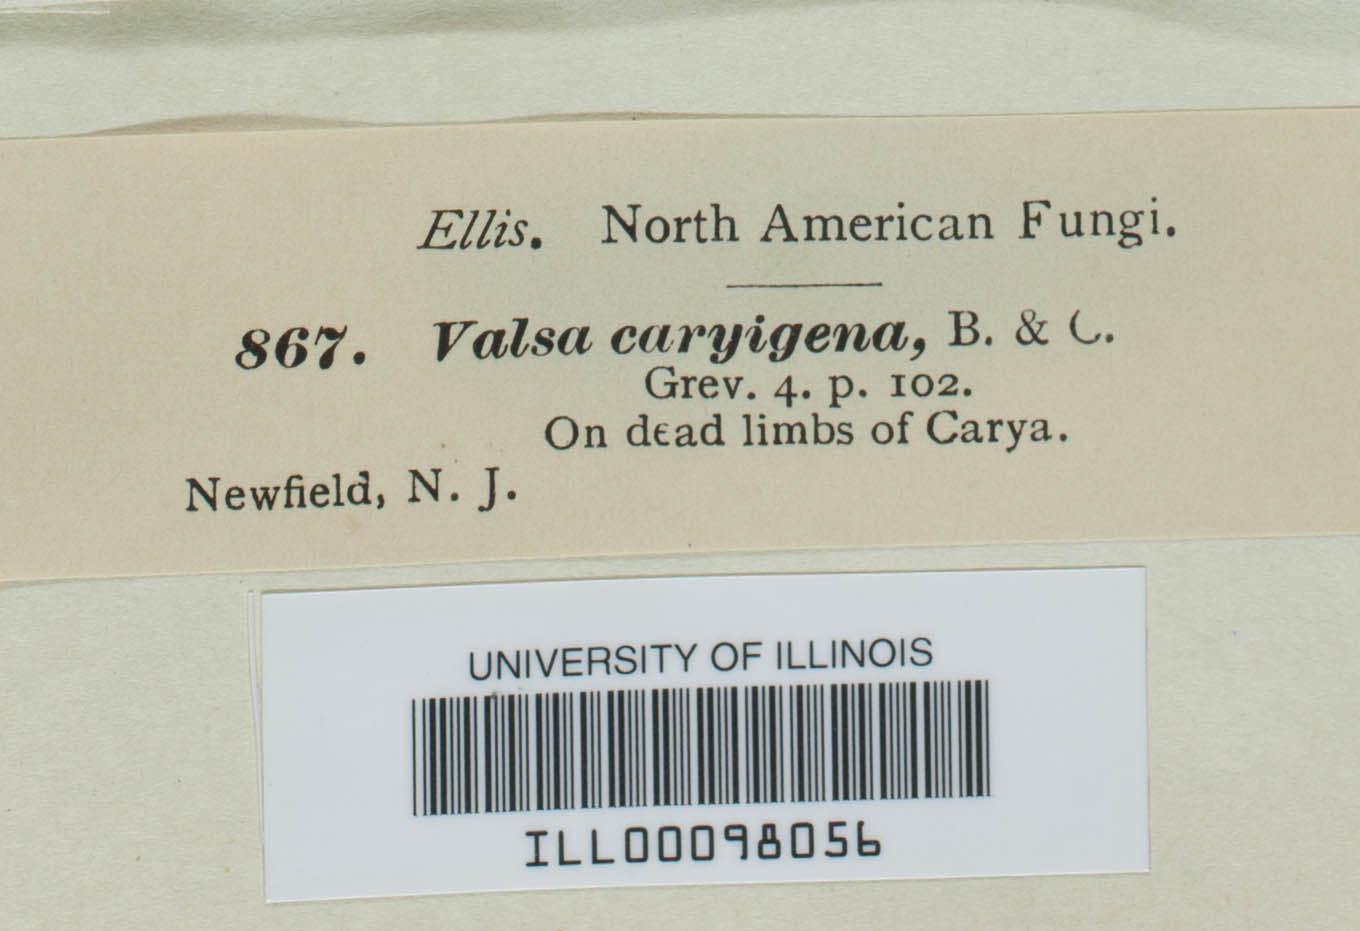 Ellis. North American Fungi.
867. Valsa caryigena, B. & C.
Grev. 4. p. 102.
On dead limbs of Carya.
Newfield, N. J.
UNIVERSITY OF ILLINOIS
ILL00098056